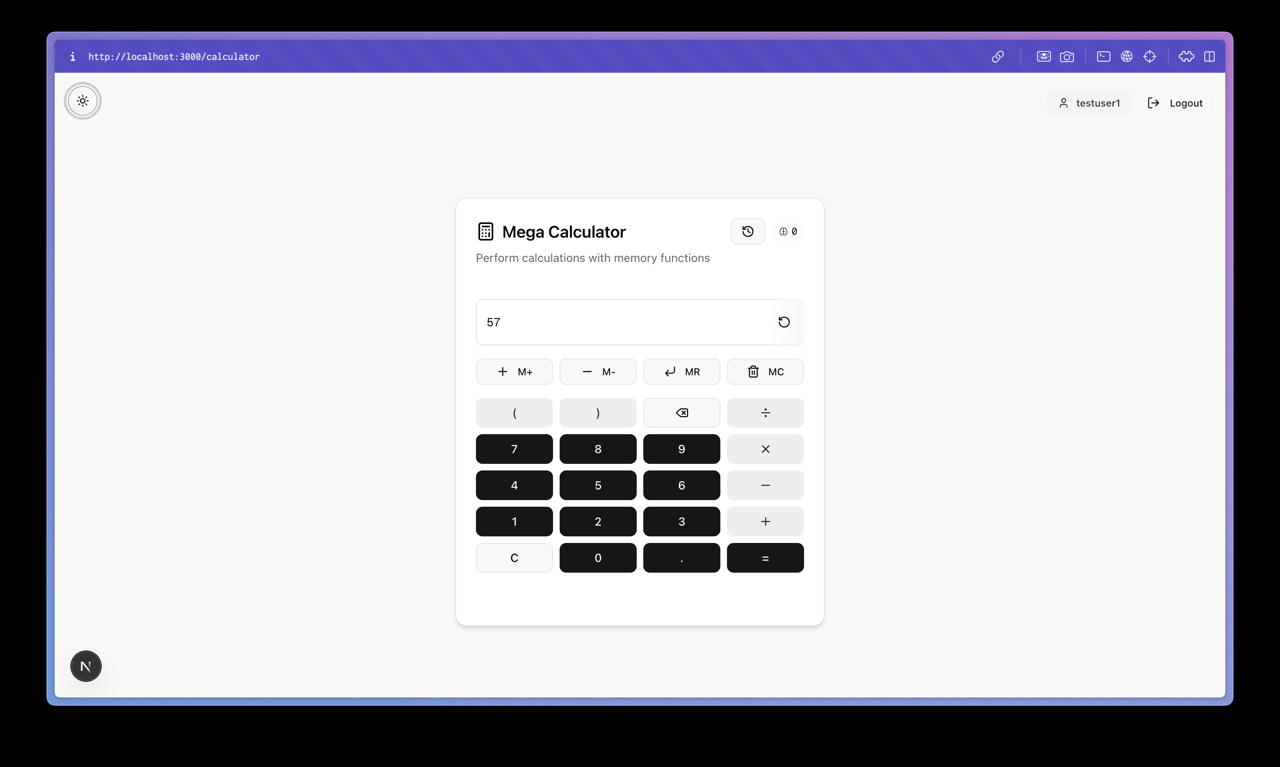 http://localhost:3000/calculator
testuser1
Logout
Mega Calculator
0
Perform calculations with memory functions
57
M+
M-
MR
MC
( ) ÷
7 8 9 ×
4 5 6 −
1 2 3 +
C 0 . =
N